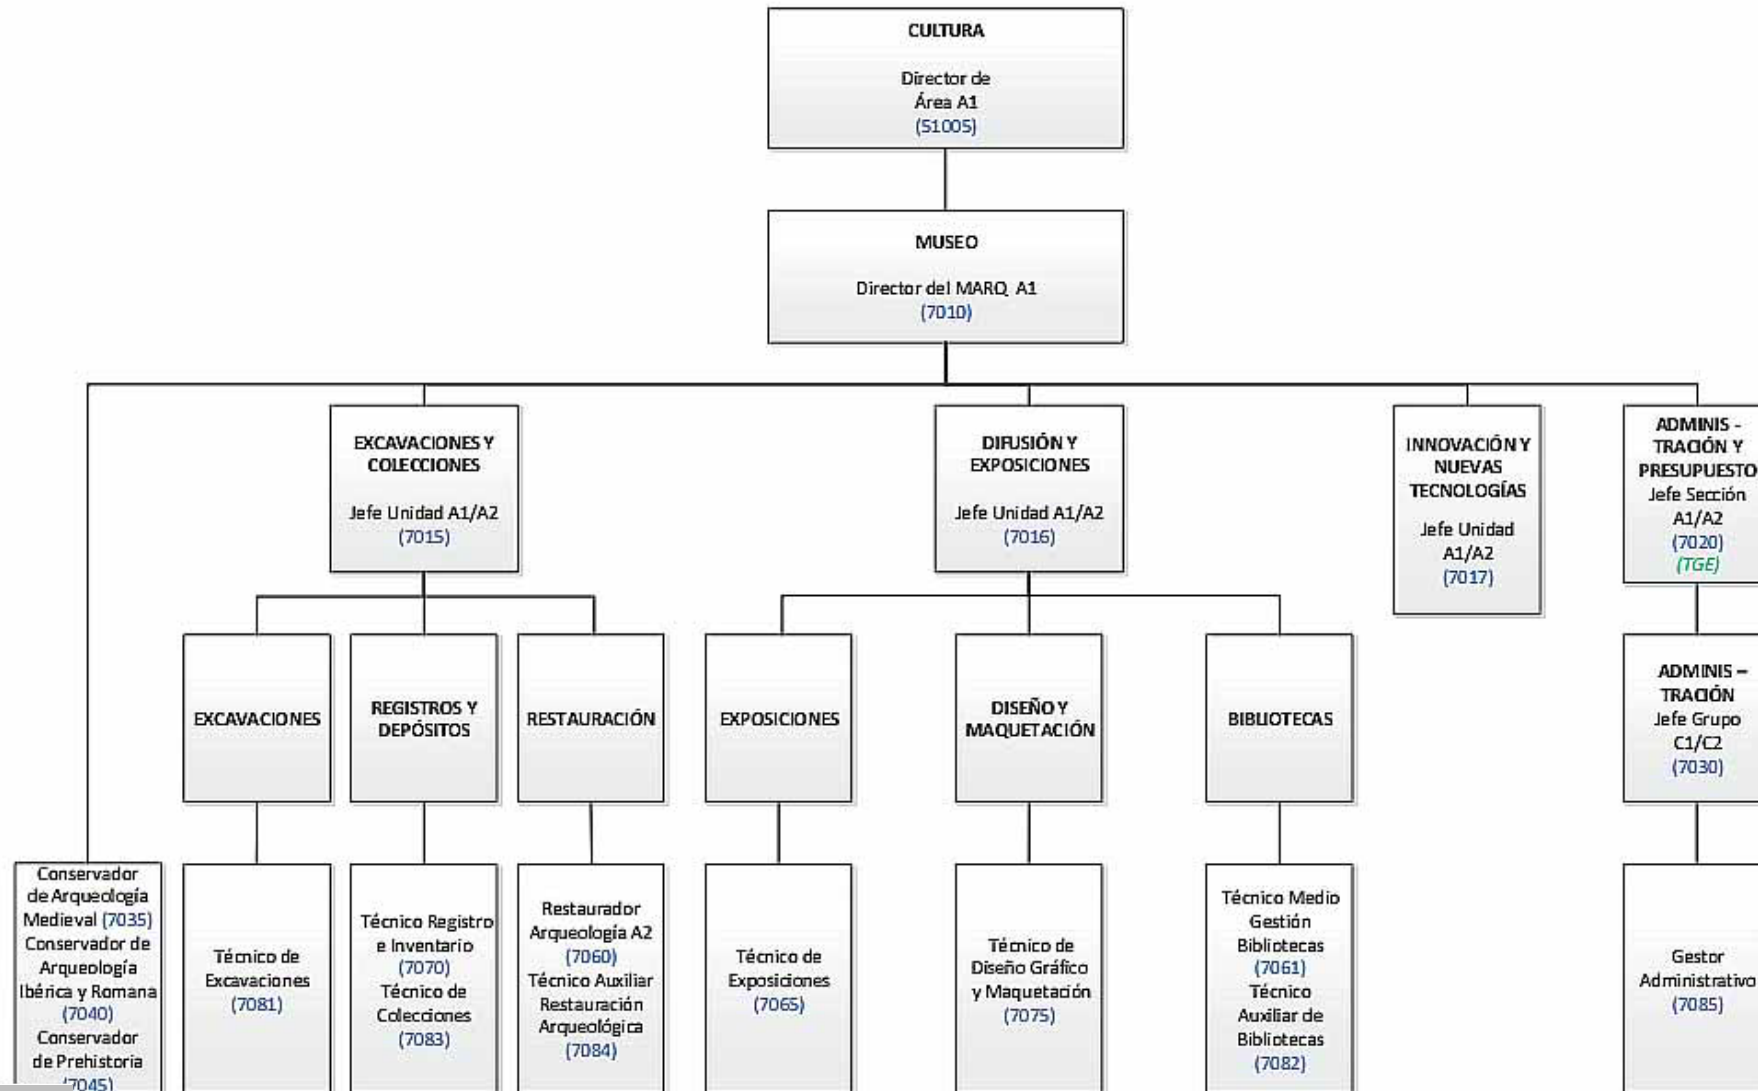 CULTURA
Director de
Área A1
(51005)
MUSEO
Director del MARQ A1
(7010)
EXCAVACIONES Y
COLECCIONES
Jefe Unidad A1/A2
(7015)
DIFUSIÓN Y
EXPOSICIONES
Jefe Unidad A1/A2
(7016)
INNOVACIÓN Y
NUEVAS
TECNOLOGÍAS
Jefe Unidad
A1/A2
(7017)
ADMINIS -
TRACIÓN Y
PRESUPUESTO
Jefe Sección
A1/A2
(7020)
(TGE)
EXCAVACIONES
REGISTROS Y
DEPÓSITOS
RESTAURACIÓN
EXPOSICIONES
DISEÑO Y
MAQUETACIÓN
BIBLIOTECAS
ADMINIS –
TRACIÓN
Jefe Grupo
C1/C2
(7030)
Conservador
de Arqueología
Medieval (7035)
Conservador de
Arqueología
Ibérica y Romana
(7040)
Conservador
de Prehistoria
(7045)
Técnico de
Excavaciones
(7081)
Técnico Registro
e Inventario
(7070)
Técnico de
Colecciones
(7083)
Restaurador
Arqueología A2
(7060)
Técnico Auxiliar
Restauración
Arqueológica
(7084)
Técnico de
Exposiciones
(7065)
Técnico de
Diseño Gráfico
y Maquetación
(7075)
Técnico Medio
Gestión
Bibliotecas
(7061)
Técnico
Auxiliar de
Bibliotecas
(7082)
Gestor
Administrativo
(7085)